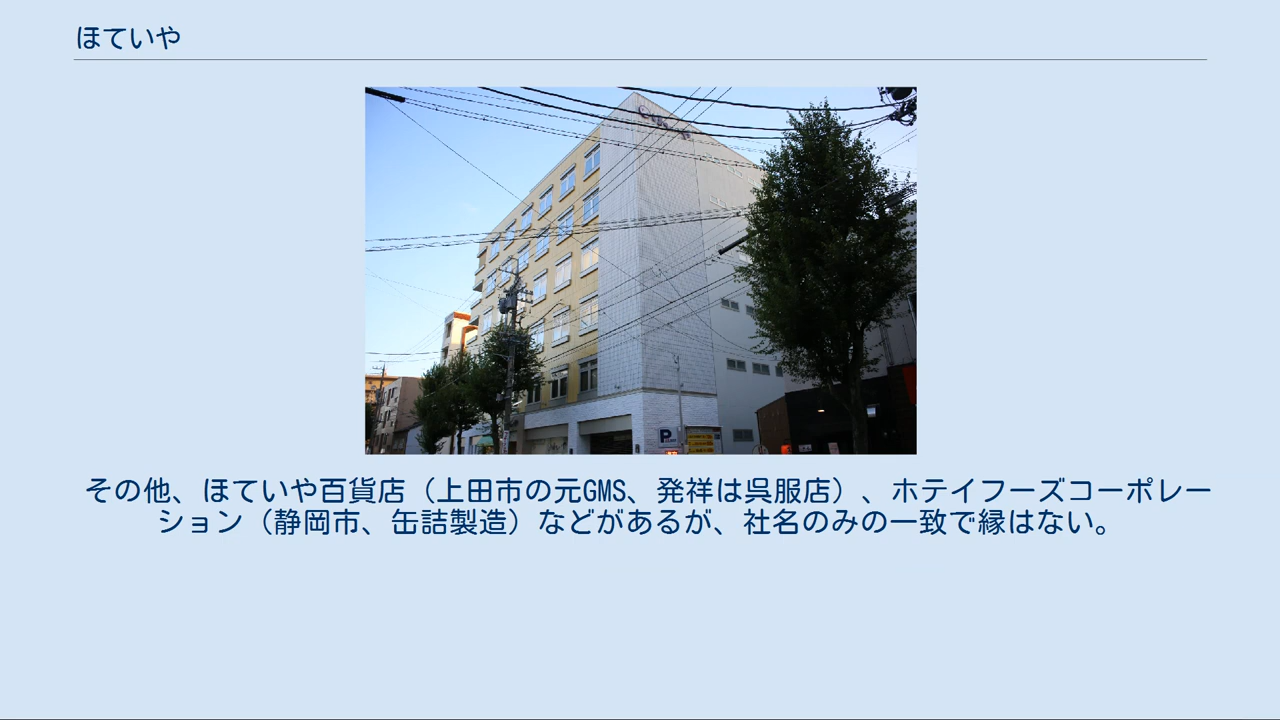 ほていや
P
その他、ほていや百貨店（上田市の元GMS、発祥は呉服店）、ホテイフーズコーポレー
ション（静岡市、缶詰製造）などがあるが、社名のみの一致で縁はない。